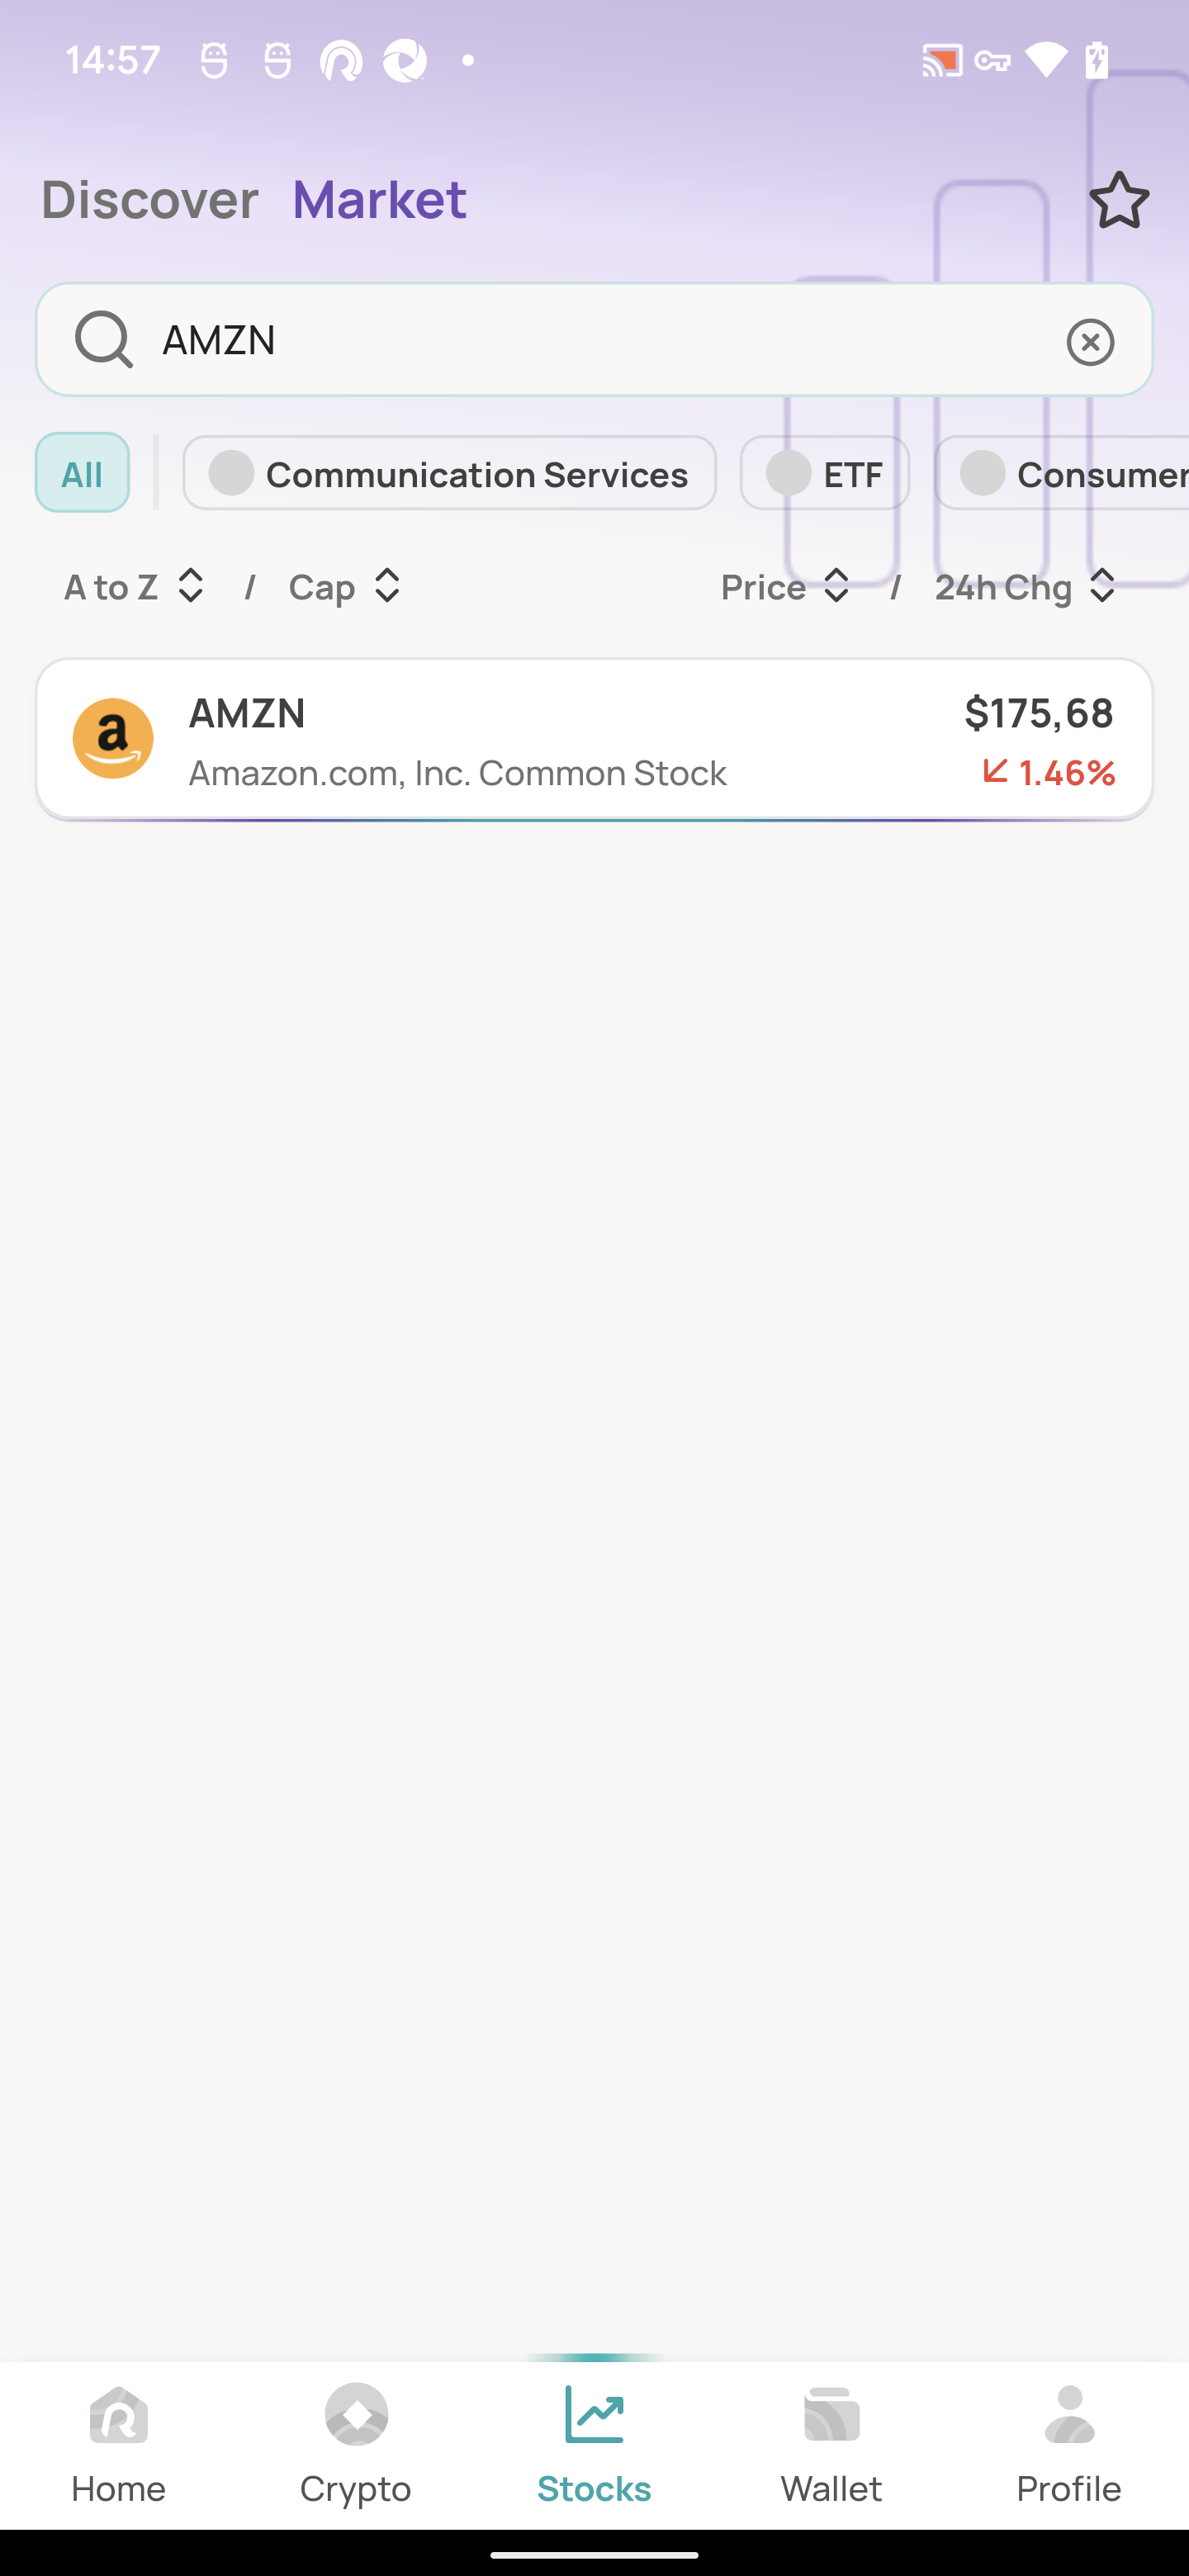 14:57
Discover Market
AMZN
All Communication Services ETF Consumer
A to Z / Cap Price / 24h Chg
AMZN $175,68
Amazon.com, Inc. Common Stock 1.46%
Home Crypto Stocks Wallet Profile